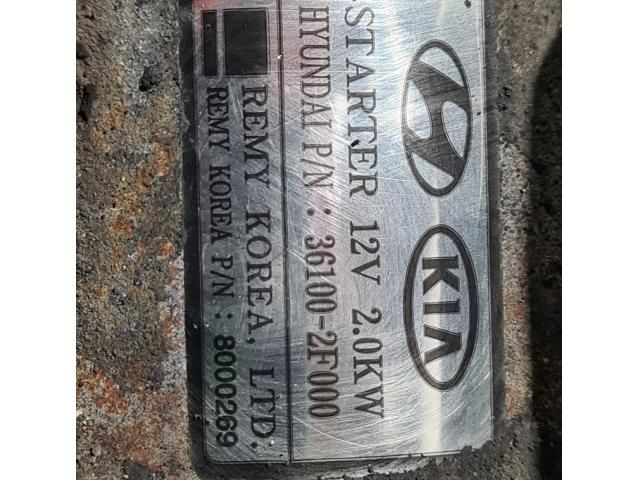 KIA
STARTER 12V 2.0KW
HYUNDAI P/N : 36100-2F000
REMY KOREA, LTD.
REMY KOREA P/N : 8000269